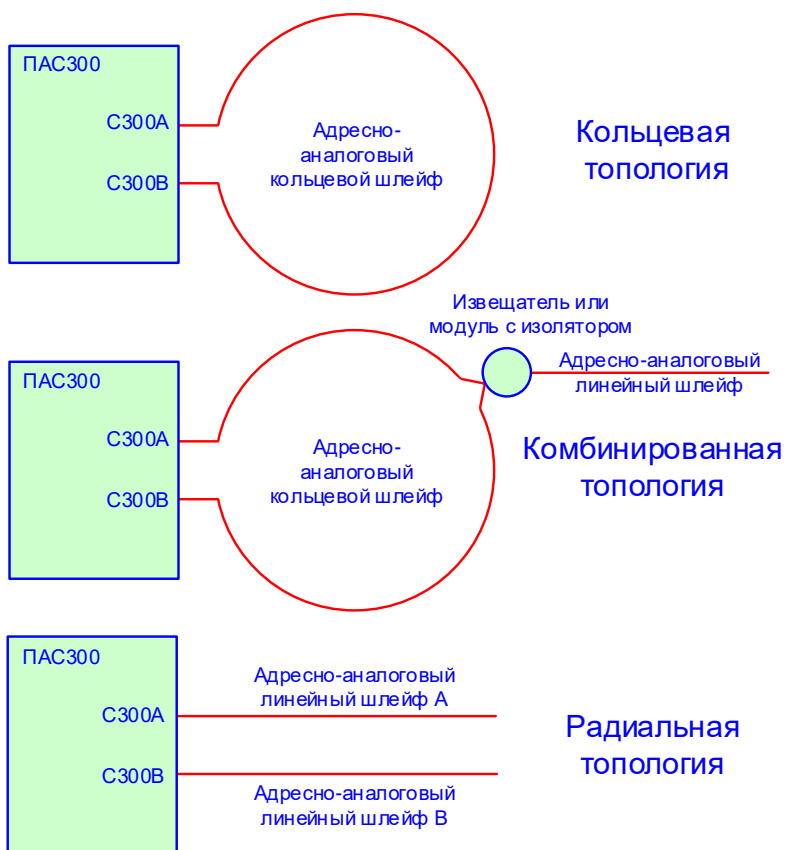 ПАС300
С300А
С300В
Адресно-
аналоговый
кольцевой шлейф
Кольцевая
топология
Извещатель или
модуль с изолятором
Адресно-аналоговый
линейный шлейф
ПАС300
С300А
С300В
Адресно-
аналоговый
кольцевой шлейф
Комбинированная
топология
ПАС300
С300А
С300В
Адресно-аналоговый
линейный шлейф А
Адресно-аналоговый
линейный шлейф В
Радиальная
топология